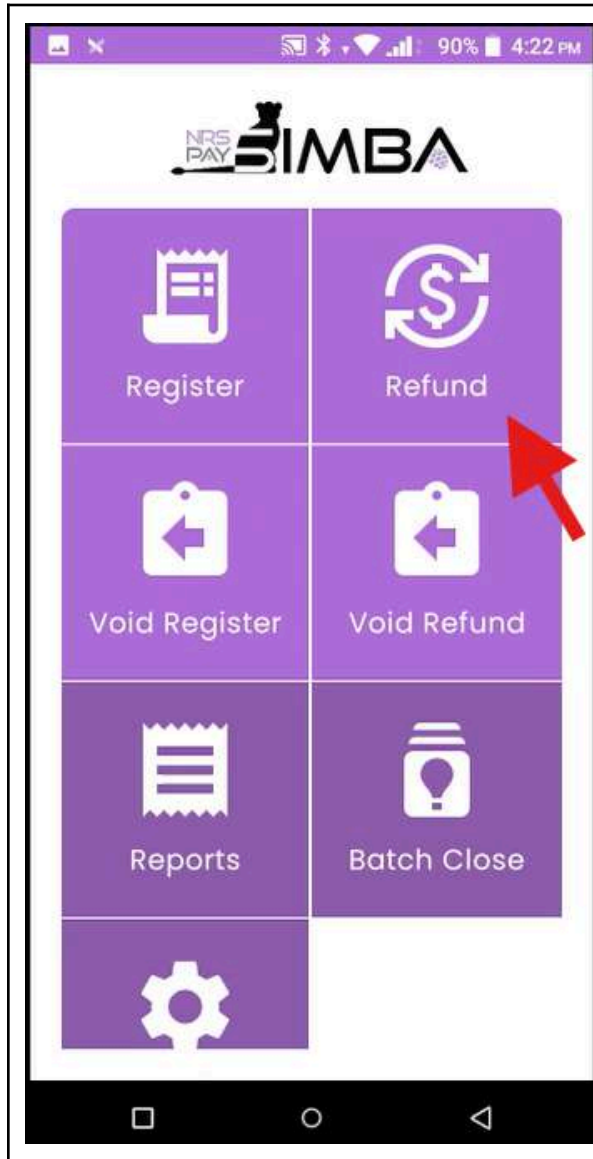 90% 4:22 PM
NRS
PAY SIMBA
Register Refund
Void Register Void Refund
Reports Batch Close